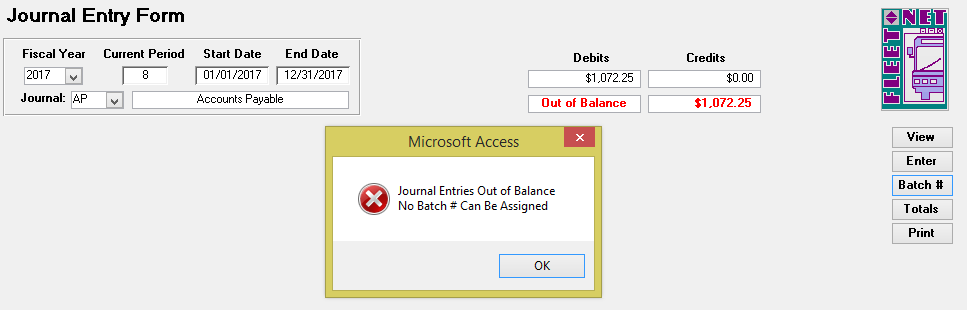 Journal Entry Form
FLEET NET
Fiscal Year Current Period Start Date End Date
2017 8 01/01/2017 12/31/2017
Journal: AP Accounts Payable
Debits Credits
$1,072.25 $0.00
Out of Balance $1,072.25
Microsoft Access
Journal Entries Out of Balance
No Batch # Can Be Assigned
OK
View
Enter
Batch #
Totals
Print